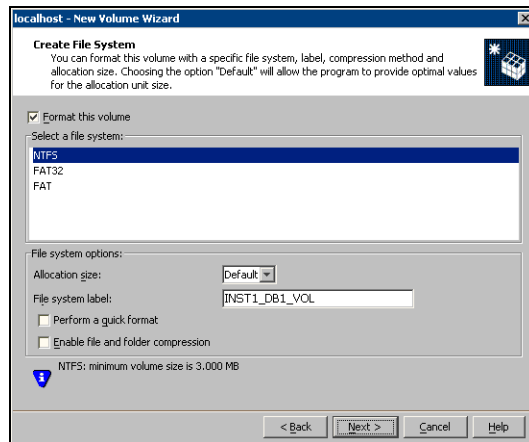 localhost - New Volume Wizard
Create File System
You can format this volume with a specific file system, label, compression method and
allocation size. Choosing the option "Default" will allow the program to provide optimal values
for the allocation unit size.
Format this volume
Select a file system:
NTFS
FAT32
FAT
File system options:
Allocation size:
Default
File system label:
INST1_DB1_VOL
Perform a quick format
Enable file and folder compression
NTFS: minimum volume size is 3.000 MB
< Back
Next >
Cancel
Help